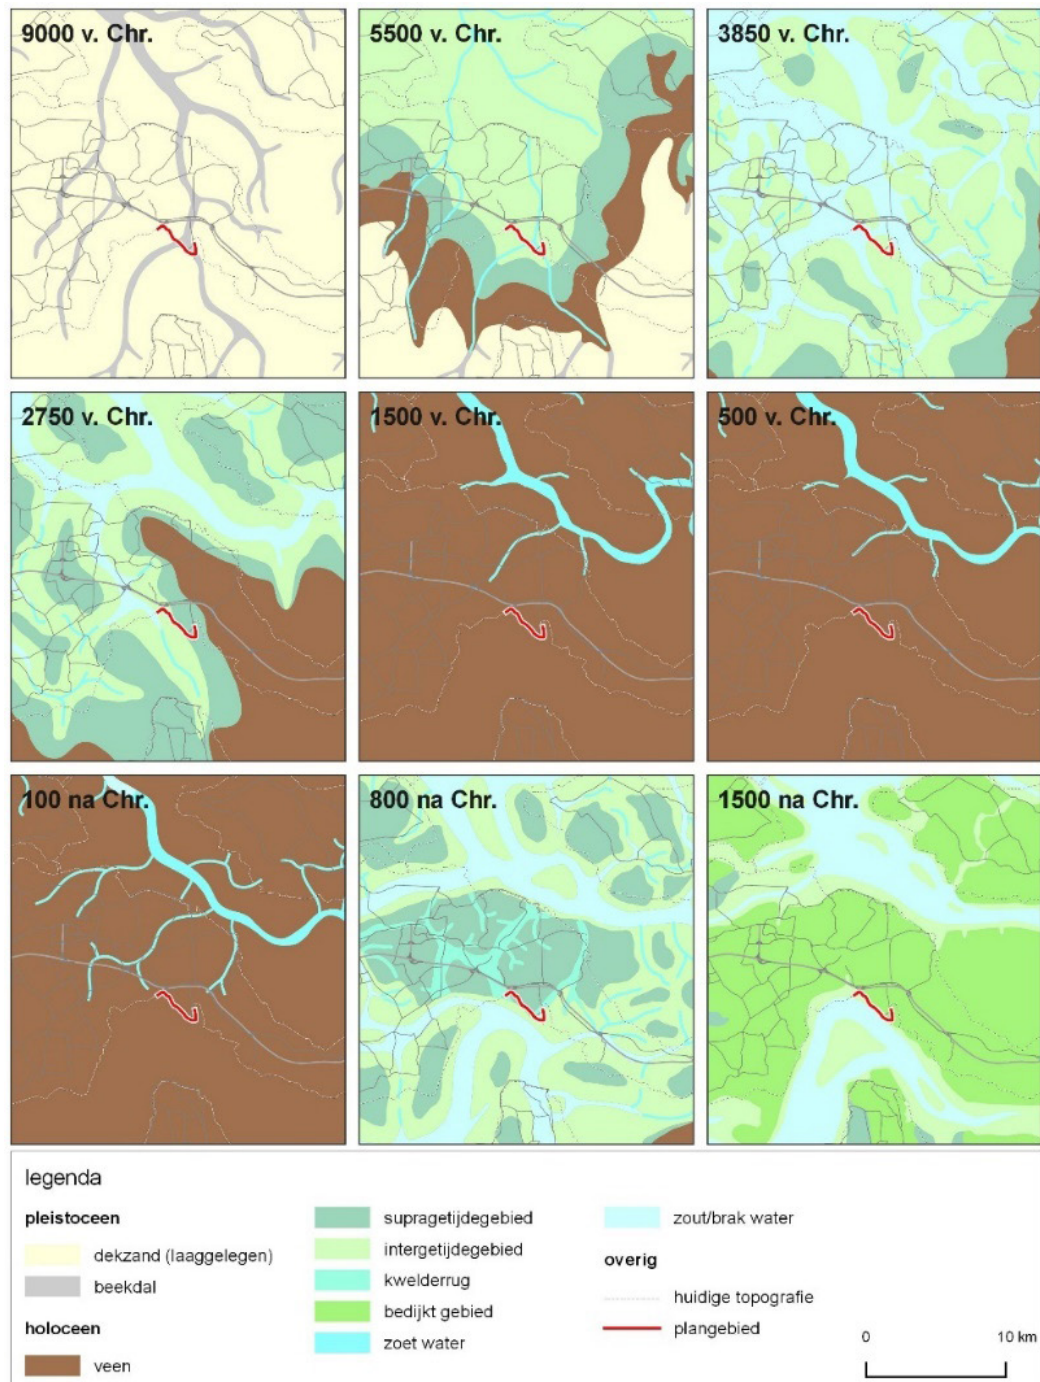 9000 v. Chr.
5500 v. Chr.
3850 v. Chr.
2750 v. Chr.
1500 v. Chr.
500 v. Chr.
100 na Chr.
800 na Chr.
1500 na Chr.
legenda
pleistoceen
dekzand (laaggelegen)
beekdal
holoceen
veen
supragetijdegebied
intergetijdegebied
kwelderrug
bedijkt gebied
zoet water
zout/brak water
overig
huidige topografie
plangebied
0 10 km